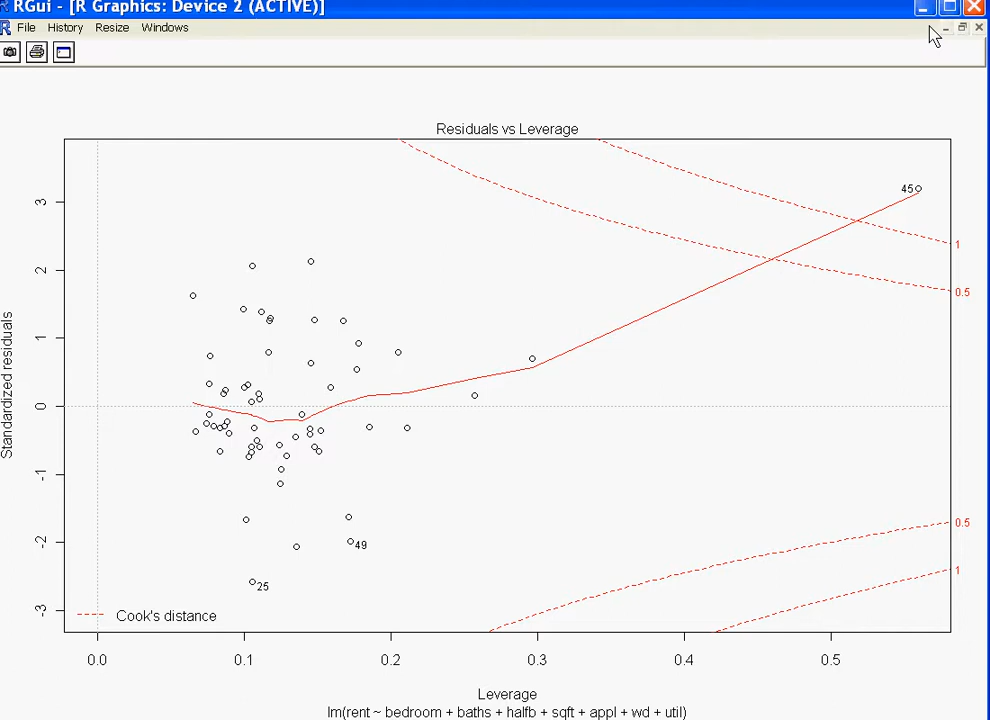 RGui - [R Graphics: Device 2 (ACTIVE)]
R File History Resize Windows
Residuals vs Leverage
Standardized residuals
3
2
1
0
-1
-2
-3
45
49
25
1
0.5
0.5
1
Cook's distance
0.0 0.1 0.2 0.3 0.4 0.5
Leverage
lm(rent ~ bedroom + baths + halfb + sqft + appl + wd + util)